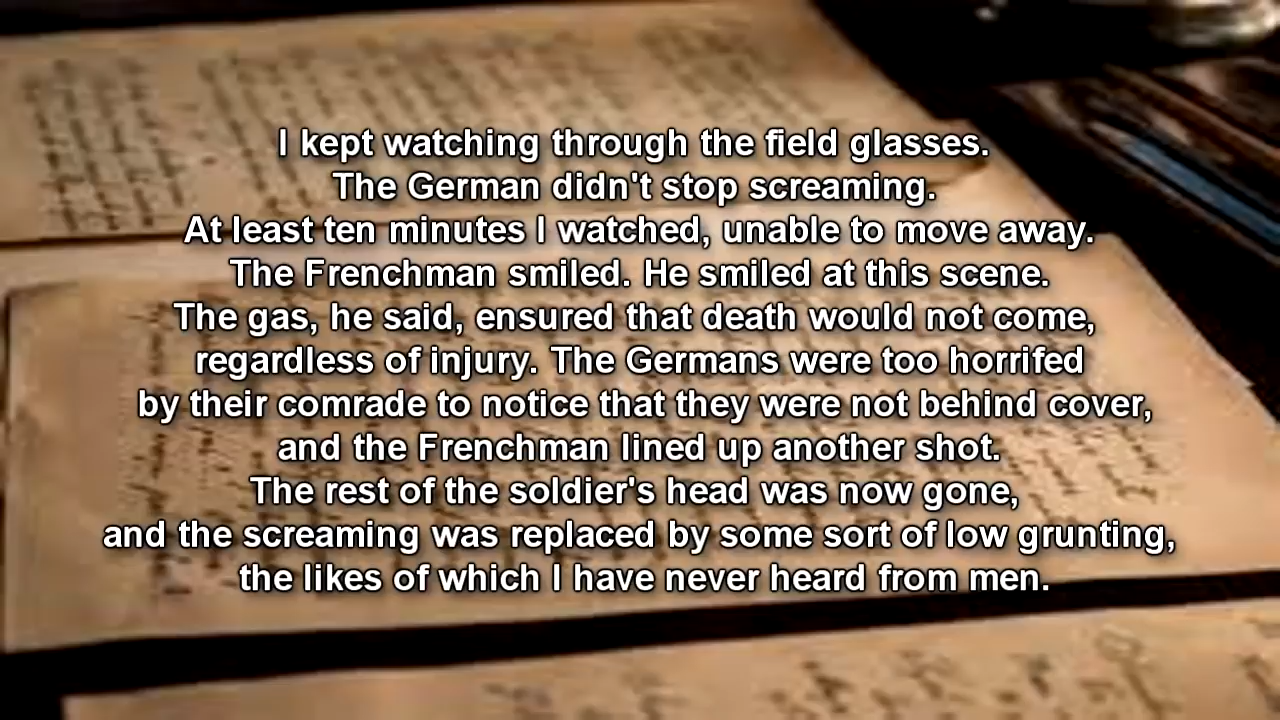 I kept watching through the field glasses.
The German didn't stop screaming.
At least ten minutes I watched, unable to move away.
The Frenchman smiled. He smiled at this scene.
The gas, he said, ensured that death would not come,
regardless of injury. The Germans were too horrifed
by their comrade to notice that they were not behind cover,
and the Frenchman lined up another shot.
The rest of the soldier's head was now gone,
and the screaming was replaced by some sort of low grunting,
the likes of which I have never heard from men.